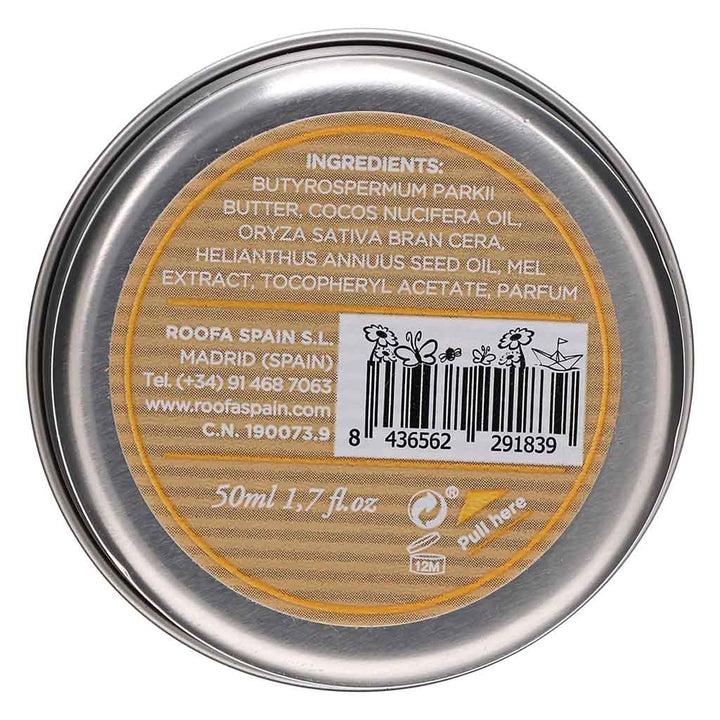 INGREDIENTS:
BUTYROSPERMUM PARKII
BUTTER, COCOS NUCIFERA OIL,
ORYZA SATIVA BRAN CERA,
HELIANTHUS ANNUUS SEED OIL, MEL
EXTRACT, TOCOPHERYL ACETATE, PARFUM
ROOFA SPAIN S.L.
MADRID (SPAIN)
Tel. (+34) 91 468 7063
www.roofaspain.com
C.N. 190073.9
8 436562 291839
50ml 1,7 fl.oz
®
Pull here
12M